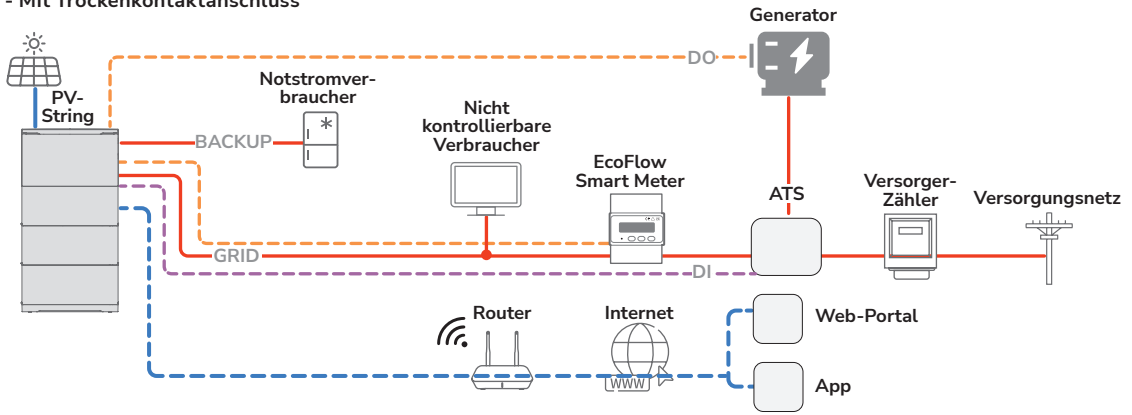 - Mit Trockenkontaktanschluss
Generator
DO
PV-
String
Notstromver-
braucher
BACKUP
Nicht
kontrollierbare
Verbraucher
EcoFlow
Smart Meter
ATS
Versorger-
Zähler
Versorgungsnetz
GRID
DI
Router
Internet
WWW
Web-Portal
App